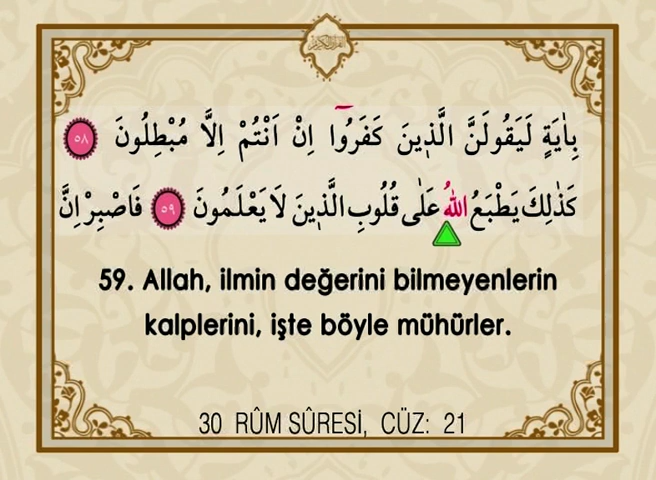 بِاٰيَةٍ لَيَقُولَنَّ الَّذ۪ينَ كَفَرُٓوا اِنْ اَنْتُمْ اِلَّا مُبْطِلُونَ ٥٨
كَذٰلِكَ يَطْبَعُ اللّٰهُ عَلٰى قُلُوبِ الَّذ۪ينَ لَا يَعْلَمُونَ ٥٩ فَاصْبِرْ اِنَّ
59. Allah, ilmin değerini bilmeyenlerin
kalplerini, işte böyle mühürler.
30 RÛM SÛRESİ, CÜZ: 21